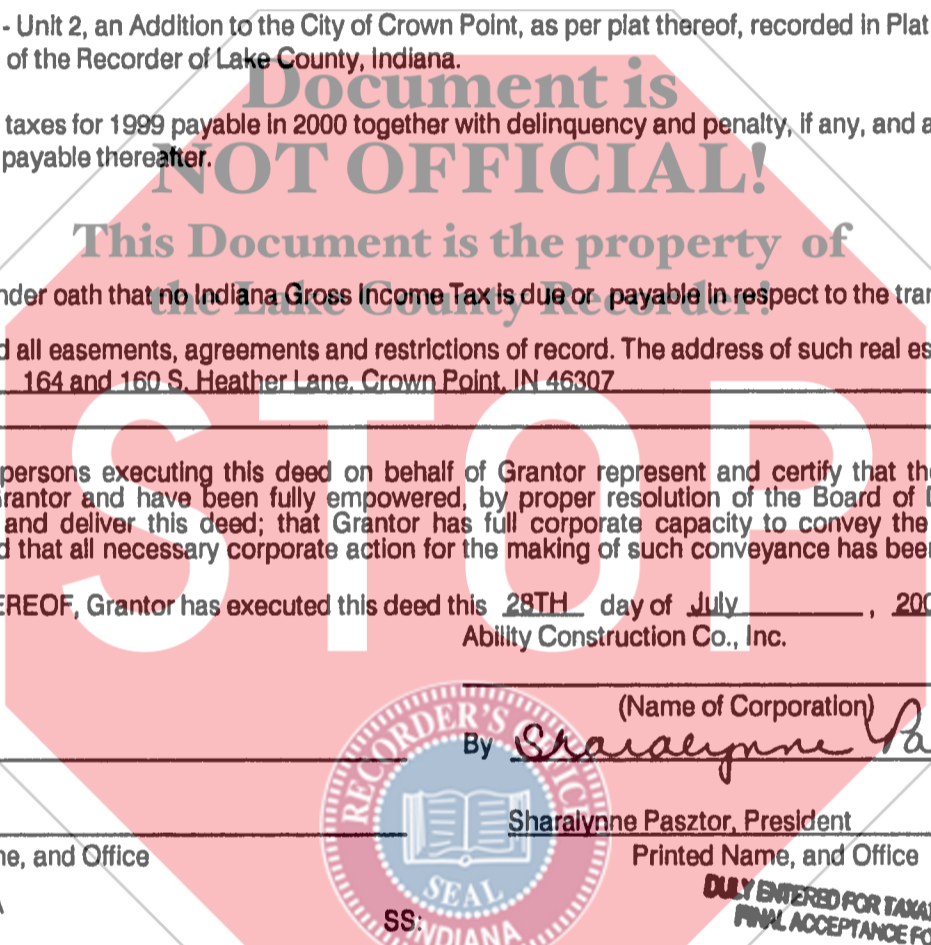 - Unit 2, an Addition to the City of Crown Point, as per plat thereof, recorded in Plat
of the Recorder of Lake County, Indiana.
Document is
taxes for 1999 payable in 2000 together with delinquency and penalty, if any, and a
payable thereafter.
NOT OFFICIAL!
This Document is the property of
the Lake County Recorder!
nder oath that no Indiana Gross Income Tax is due or payable in respect to the tran
d all easements, agreements and restrictions of record. The address of such real es
164 and 160 S. Heather Lane, Crown Point, IN 46307
STOP
persons executing this deed on behalf of Grantor represent and certify that th
rantor and have been fully empowered, by proper resolution of the Board of D
and deliver this deed; that Grantor has full corporate capacity to convey the
d that all necessary corporate action for the making of such conveyance has been
EREOF, Grantor has executed this deed this 28TH day of July , 200
Ability Construction Co., Inc.
(Name of Corporation)
By Sharalynne Pa
Sharalynne Pasztor, President
ne, and Office Printed Name, and Office
RECORDER'S OFFICE
SEAL
INDIANA
DULY ENTERED FOR TAXAT
FINAL ACCEPTANCE FO
SS: